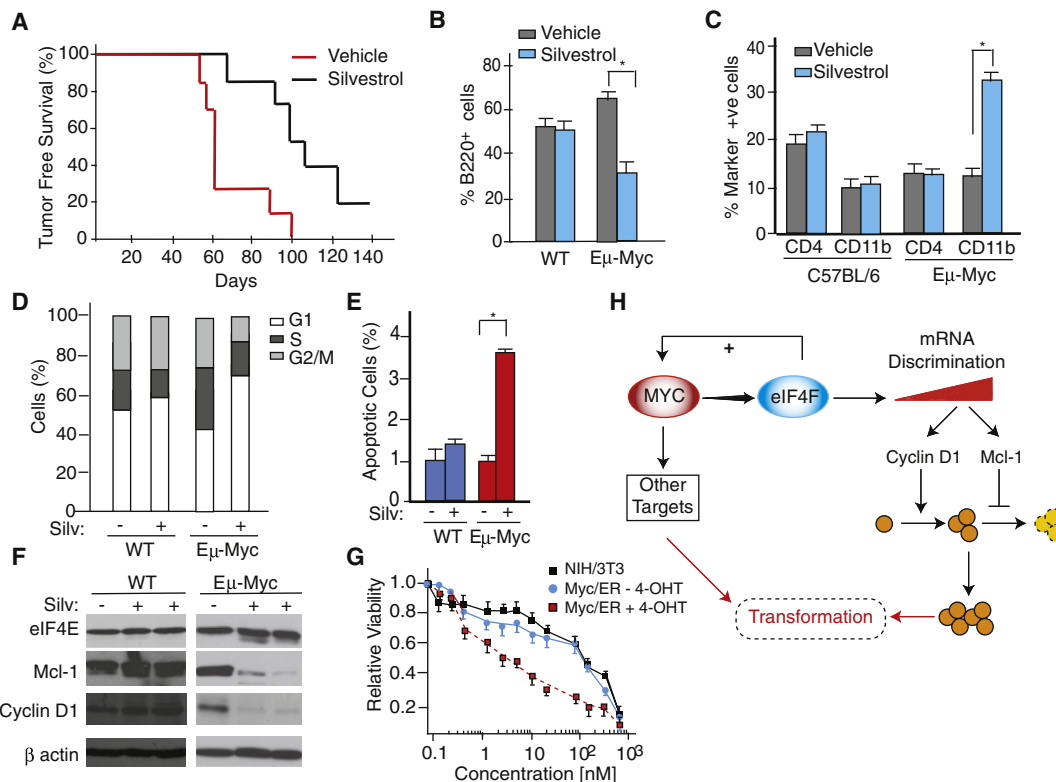 A
Tumor Free Survival (%)
100
80
60
40
20
0
Vehicle
Silvestrol
20 40 60 80 100 120 140
Days
B
% B220+ cells
80
60
40
20
0
Vehicle
Silvestrol
*
WT Eμ-Myc
C
% Marker +ve cells
40
30
20
10
0
Vehicle
Silvestrol
*
CD4 CD11b CD4 CD11b
C57BL/6 Eμ-Myc
D
Cells (%)
100
80
60
40
20
0
G1
S
G2/M
Silv: - + - +
WT Eμ-Myc
E
Apoptotic Cells (%)
4
2
1
0
*
Silv: - + - +
WT Eμ-Myc
F
WT Eμ-Myc
Silv: - + + - + +
eIF4E
Mcl-1
Cyclin D1
β actin
G
Relative Viability
1.0
0.8
0.6
0.4
0.2
NIH/3T3
Myc/ER - 4-OHT
Myc/ER + 4-OHT
0.1 1 10 10² 10³
Concentration [nM]
H
+
MYC
eIF4F
mRNA
Discrimination
Other
Targets
Cyclin D1 Mcl-1
Transformation